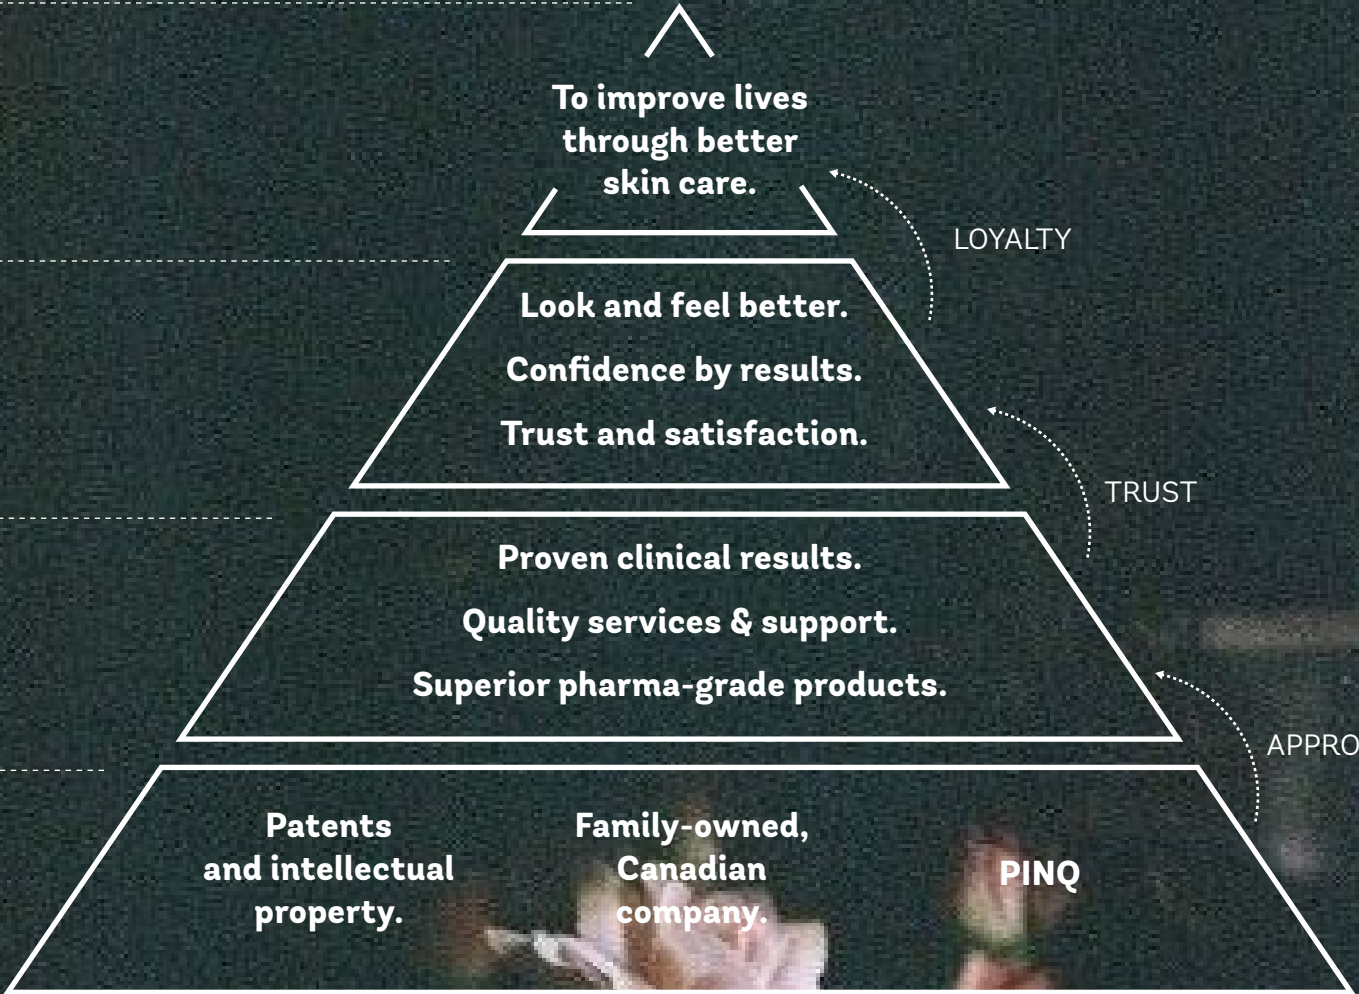 To improve lives
through better
skin care.
LOYALTY
Look and feel better.
Confidence by results.
Trust and satisfaction.
TRUST
Proven clinical results.
Quality services & support.
Superior pharma-grade products.
APPRO
Patents
and intellectual
property.
Family-owned,
Canadian
company.
PINQ